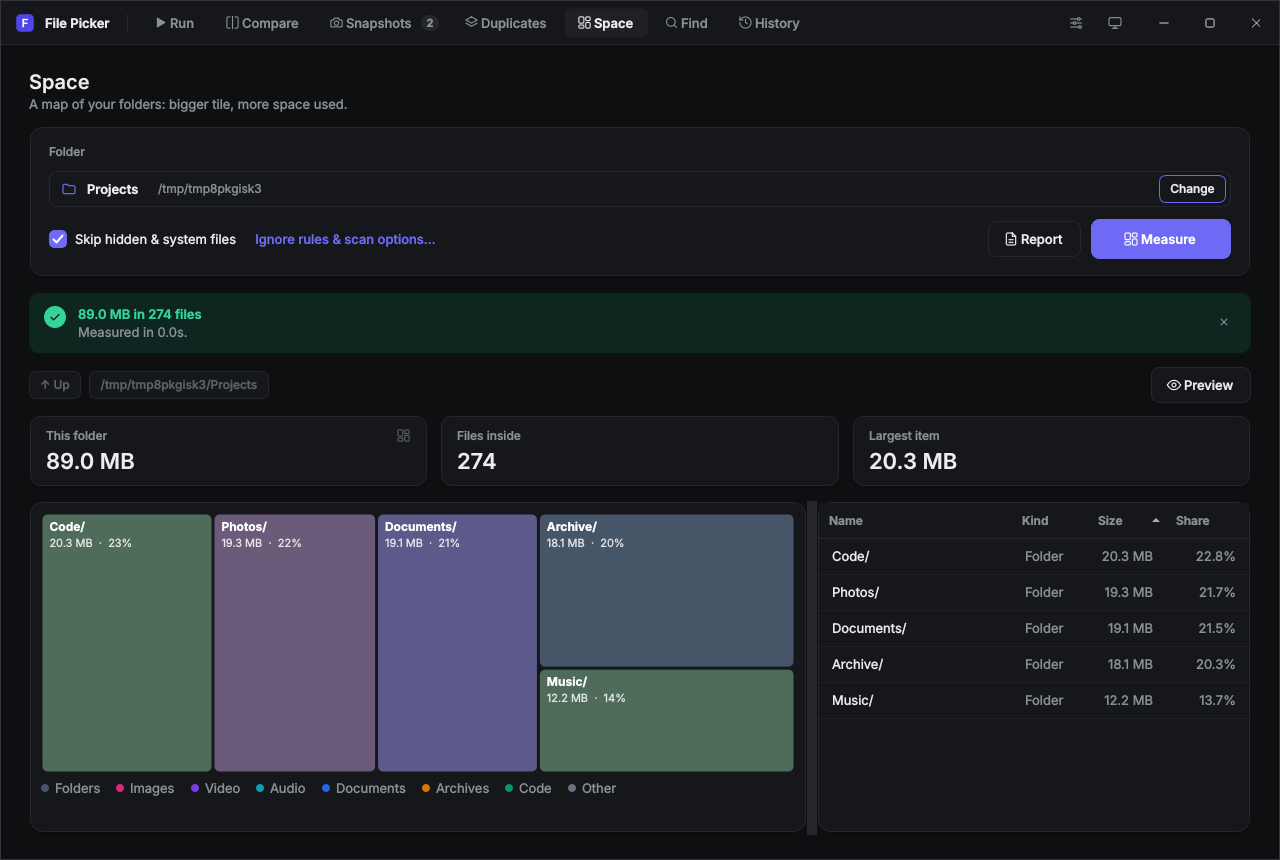 F File Picker Run Compare Snapshots 2 Duplicates Space Find History
Space
A map of your folders: bigger tile, more space used.
Folder
Projects /tmp/tmp8pkgisk3 Change
Skip hidden & system files Ignore rules & scan options... Report Measure
89.0 MB in 274 files
Measured in 0.0s.
Up /tmp/tmp8pkgisk3/Projects Preview
This folder Files inside Largest item
89.0 MB 274 20.3 MB
Code/ Photos/ Documents/ Archive/
20.3 MB · 23% 19.3 MB · 22% 19.1 MB · 21% 18.1 MB · 20%
Music/
12.2 MB · 14%
Folders Images Video Audio Documents Archives Code Other
Name Kind Size Share
Code/ Folder 20.3 MB 22.8%
Photos/ Folder 19.3 MB 21.7%
Documents/ Folder 19.1 MB 21.5%
Archive/ Folder 18.1 MB 20.3%
Music/ Folder 12.2 MB 13.7%